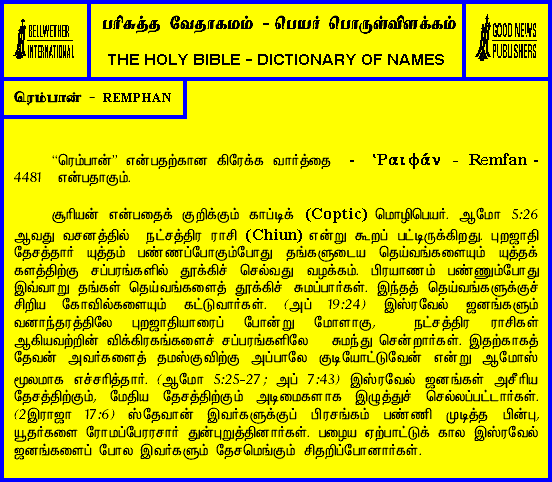 BELLWETHER
INTERNATIONAL
பரிசுத்த வேதாகமம் - பெயர் பொருள்விளக்கம்
THE HOLY BIBLE - DICTIONARY OF NAMES
GOOD NEWS
PUBLISHERS
ரெம்பான் - REMPHAN
“ரெம்பான்” என்பதற்கான கிரேக்க வார்த்தை - Ῥαιφάν - Remfan -
4481 என்பதாகும்.
சூரியன் என்பதைக் குறிக்கும் காப்டிக் (Coptic) மொழிபெயர். ஆமோ 5:26
ஆவது வசனத்தில் நட்சத்திர ராசி (Chiun) என்று கூறப் பட்டிருக்கிறது. புறஜாதி
தேசத்தார் யுத்தம் பண்ணப்போகும்போது தங்களுடைய தெய்வங்களையும் யுத்தக்
களத்திற்கு சப்பரங்களில் தூக்கிச் செல்வது வழக்கம். பிரயாணம் பண்ணும்போது
இவ்வாறு தங்கள் தெய்வங்களைத் தூக்கிச் சுமப்பார்கள். இந்தத் தெய்வங்களுக்குச்
சிறிய கோவில்களையும் கட்டுவார்கள். (அப் 19:24) இஸ்ரவேல் ஜனங்களும்
வனாந்தரத்திலே புறஜாதியாரைப் போன்று மோளாகு, நட்சத்திர ராசிகள்
ஆகியவற்றின் விக்கிரகங்களைச் சப்பரங்களிலே சுமந்து சென்றார்கள். இதற்காகத்
தேவன் அவர்களைத் தமஸ்குவிற்கு அப்பாலே குடியோட்டுவேன் என்று ஆமோஸ்
மூலமாக எச்சரித்தார். (ஆமோ 5:25-27; அப் 7:43) இஸ்ரவேல் ஜனங்கள் அசீரிய
தேசத்திற்கும், மேதிய தேசத்திற்கும் அடிமைகளாக இழுத்துச் செல்லப்பட்டார்கள்.
(2இராஜா 17:6) ஸ்தேவான் இவர்களுக்குப் பிரசங்கம் பண்ணி முடித்த பின்பு,
யூதர்களை ரோமப்பேரரசார் துன்புறுத்தினார்கள். பழைய ஏற்பாட்டுக் கால இஸ்ரவேல்
ஜனங்களைப் போல இவர்களும் தேசமெங்கும் சிதறிப்போனார்கள்.